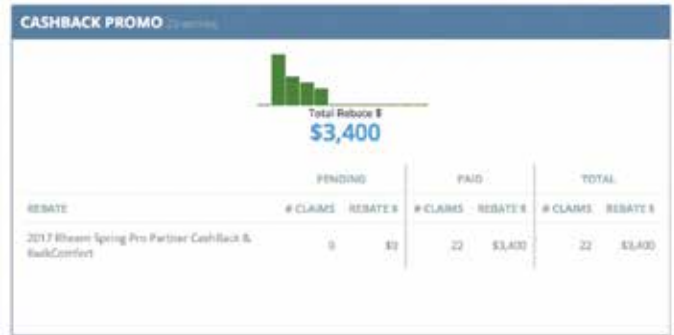 CASHBACK PROMO
Total Rebate $
$3,400
PENDING PAID TOTAL
REBATE # CLAIMS REBATE $ # CLAIMS REBATE $ # CLAIMS REBATE $
2017 Rheem Spring Pro Partner CashBack & 0 $0 22 $3,400 22 $3,400
KwikComfort